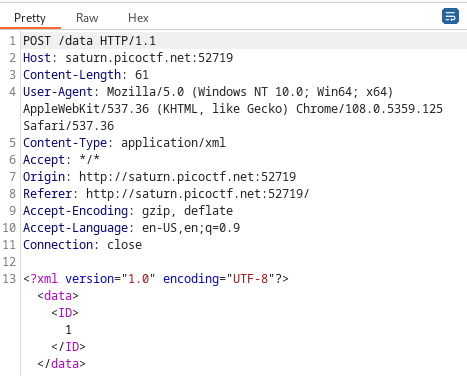 Pretty Raw Hex
1 POST /data HTTP/1.1
2 Host: saturn.picoctf.net:52719
3 Content-Length: 61
4 User-Agent: Mozilla/5.0 (Windows NT 10.0; Win64; x64)
AppleWebKit/537.36 (KHTML, like Gecko) Chrome/108.0.5359.125
Safari/537.36
5 Content-Type: application/xml
6 Accept: */*
7 Origin: http://saturn.picoctf.net:52719
8 Referer: http://saturn.picoctf.net:52719/
9 Accept-Encoding: gzip, deflate
10 Accept-Language: en-US,en;q=0.9
11 Connection: close
12
13 <?xml version="1.0" encoding="UTF-8"?>
<data>
<ID>
1
</ID>
</data>